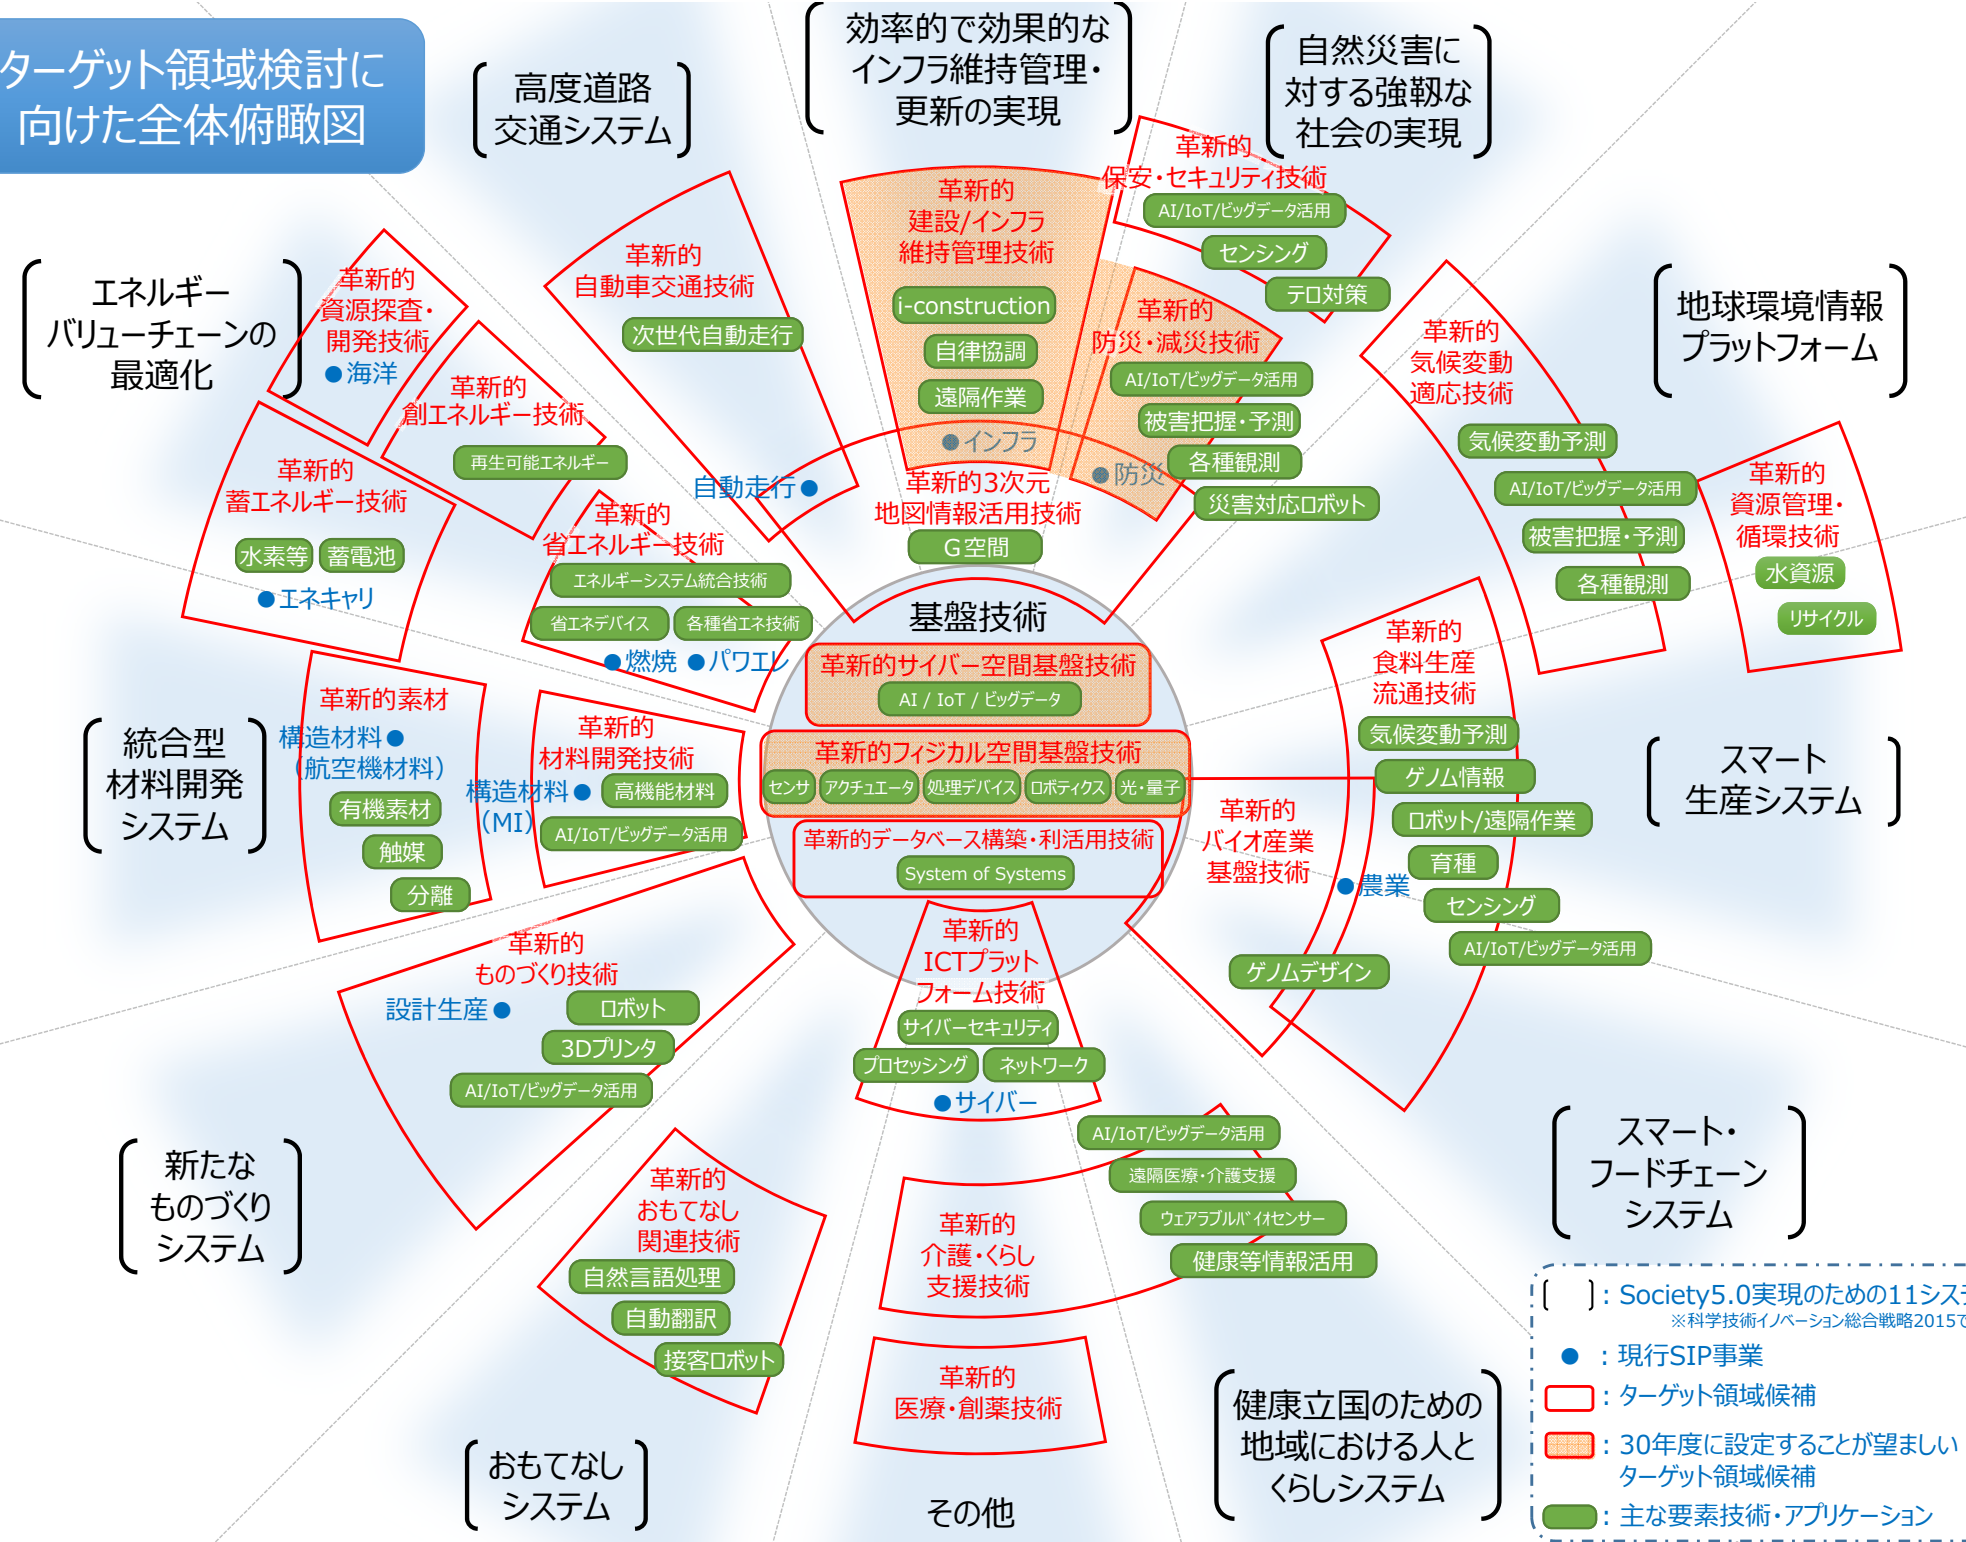 ターゲット領域検討に
向けた全体俯瞰図
高度道路
交通システム
効率的で効果的な
インフラ維持管理・
更新の実現
自然災害に
対する強靱な
社会の実現
地球環境情報
プラットフォーム
エネルギー
バリューチェーンの
最適化
統合型
材料開発
システム
スマート
生産システム
新たな
ものづくり
システム
スマート・
フードチェーン
システム
おもてなし
システム
その他
健康立国のための
地域における人と
くらしシステム
革新的
資源探査・
開発技術
●海洋
革新的
創エネルギー技術
再生可能エネルギー
革新的
蓄エネルギー技術
水素等
蓄電池
●エネキャリ
革新的
省エネルギー技術
エネルギーシステム統合技術
省エネデバイス
各種省エネ技術
●燃焼 ●パワエレ
革新的
自動車交通技術
次世代自動走行
自動走行●
革新的
建設/インフラ
維持管理技術
i-construction
自律協調
遠隔作業
●インフラ
革新的3次元
地図情報活用技術
G空間
革新的
保安・セキュリティ技術
AI/IoT/ビッグデータ活用
センシング
テロ対策
革新的
防災・減災技術
AI/IoT/ビッグデータ活用
被害把握・予測
各種観測
●防災
災害対応ロボット
革新的
気候変動
適応技術
気候変動予測
AI/IoT/ビッグデータ活用
被害把握・予測
各種観測
革新的
資源管理・
循環技術
水資源
リサイクル
革新的
食料生産
流通技術
気候変動予測
ゲノム情報
ロボット/遠隔作業
育種
●農業
センシング
AI/IoT/ビッグデータ活用
革新的
バイオ産業
基盤技術
ゲノムデザイン
基盤技術
革新的サイバー空間基盤技術
AI / IoT / ビッグデータ
革新的フィジカル空間基盤技術
センサ
アクチュエータ
処理デバイス
ロボティクス
光・量子
革新的データベース構築・利活用技術
System of Systems
革新的素材
構造材料●
（航空機材料）
有機素材
触媒
分離
革新的
材料開発技術
構造材料●
（MI）
高機能材料
AI/IoT/ビッグデータ活用
革新的
ものづくり技術
設計生産●
ロボット
3Dプリンタ
AI/IoT/ビッグデータ活用
革新的
ICTプラット
フォーム技術
サイバーセキュリティ
プロセッシング
ネットワーク
●サイバー
革新的
おもてなし
関連技術
自然言語処理
自動翻訳
接客ロボット
革新的
介護・くらし
支援技術
AI/IoT/ビッグデータ活用
遠隔医療・介護支援
ウェアラブルバイオセンサー
健康等情報活用
革新的
医療・創薬技術
［　］：Society5.0実現のための11シス
※科学技術イノベーション総合戦略2015で
●：現行SIP事業
：ターゲット領域候補
：30年度に設定することが望ましい
ターゲット領域候補
：主な要素技術・アプリケーション